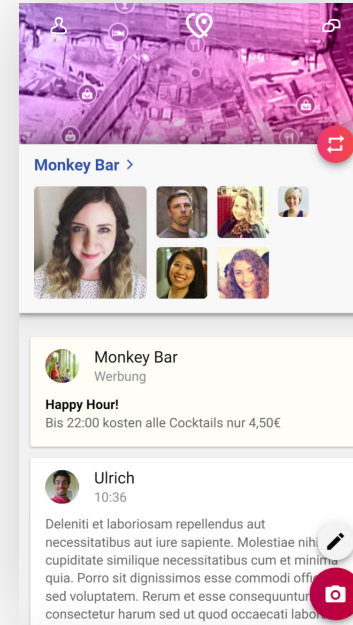 Monkey Bar >
Monkey Bar
Werbung
Happy Hour!
Bis 22:00 kosten alle Cocktails nur 4,50€
Ulrich
10:36
Deleniti et laboriosam repellendus aut
necessitatibus aut iure sapiente. Molestiae
cupiditate similique necessitatibus cum et minima
quia. Porro sit dignissimos esse commodi
sed voluptatem. Rerum et esse consequuntur
consectetur harum sed ut quod occaecati